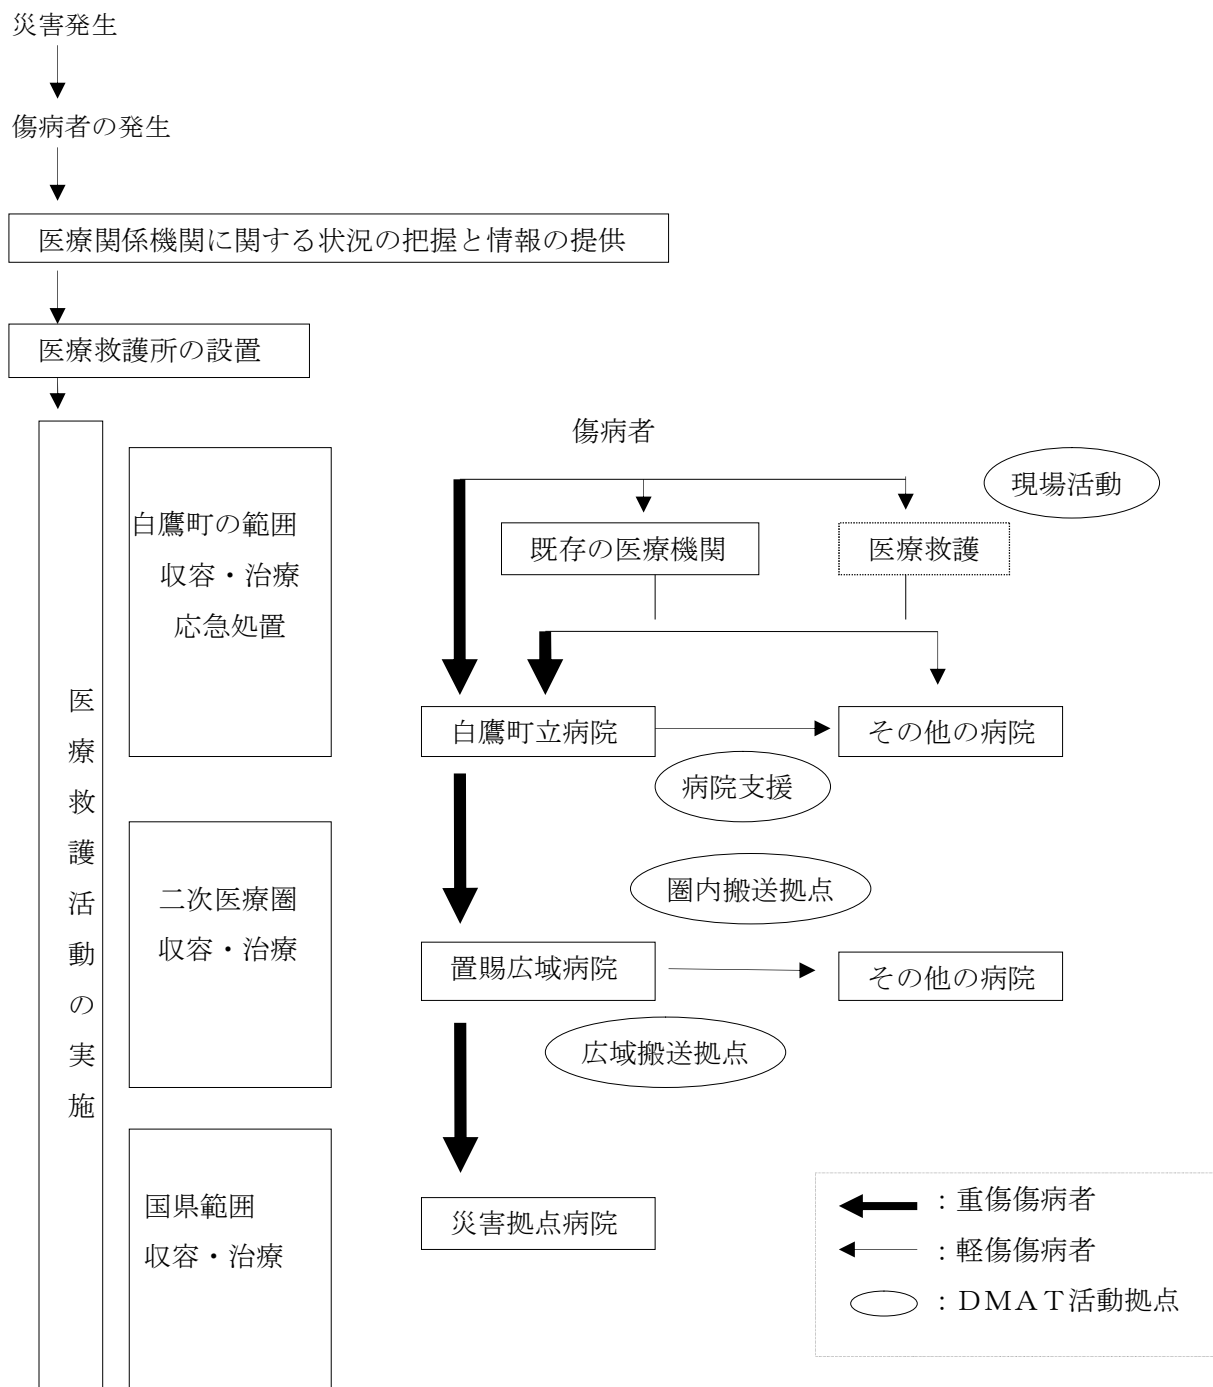 災害発生
傷病者の発生
医療関係機関に関する状況の把握と情報の提供
医療救護所の設置
医療救護活動の実施
白鷹町の範囲
収容・治療
応急処置
傷病者
現場活動
既存の医療機関
医療救護
白鷹町立病院
その他の病院
病院支援
二次医療圏
収容・治療
圏内搬送拠点
置賜広域病院
その他の病院
広域搬送拠点
国県範囲
収容・治療
災害拠点病院
：重傷傷病者
：軽傷傷病者
：ＤＭＡＴ活動拠点